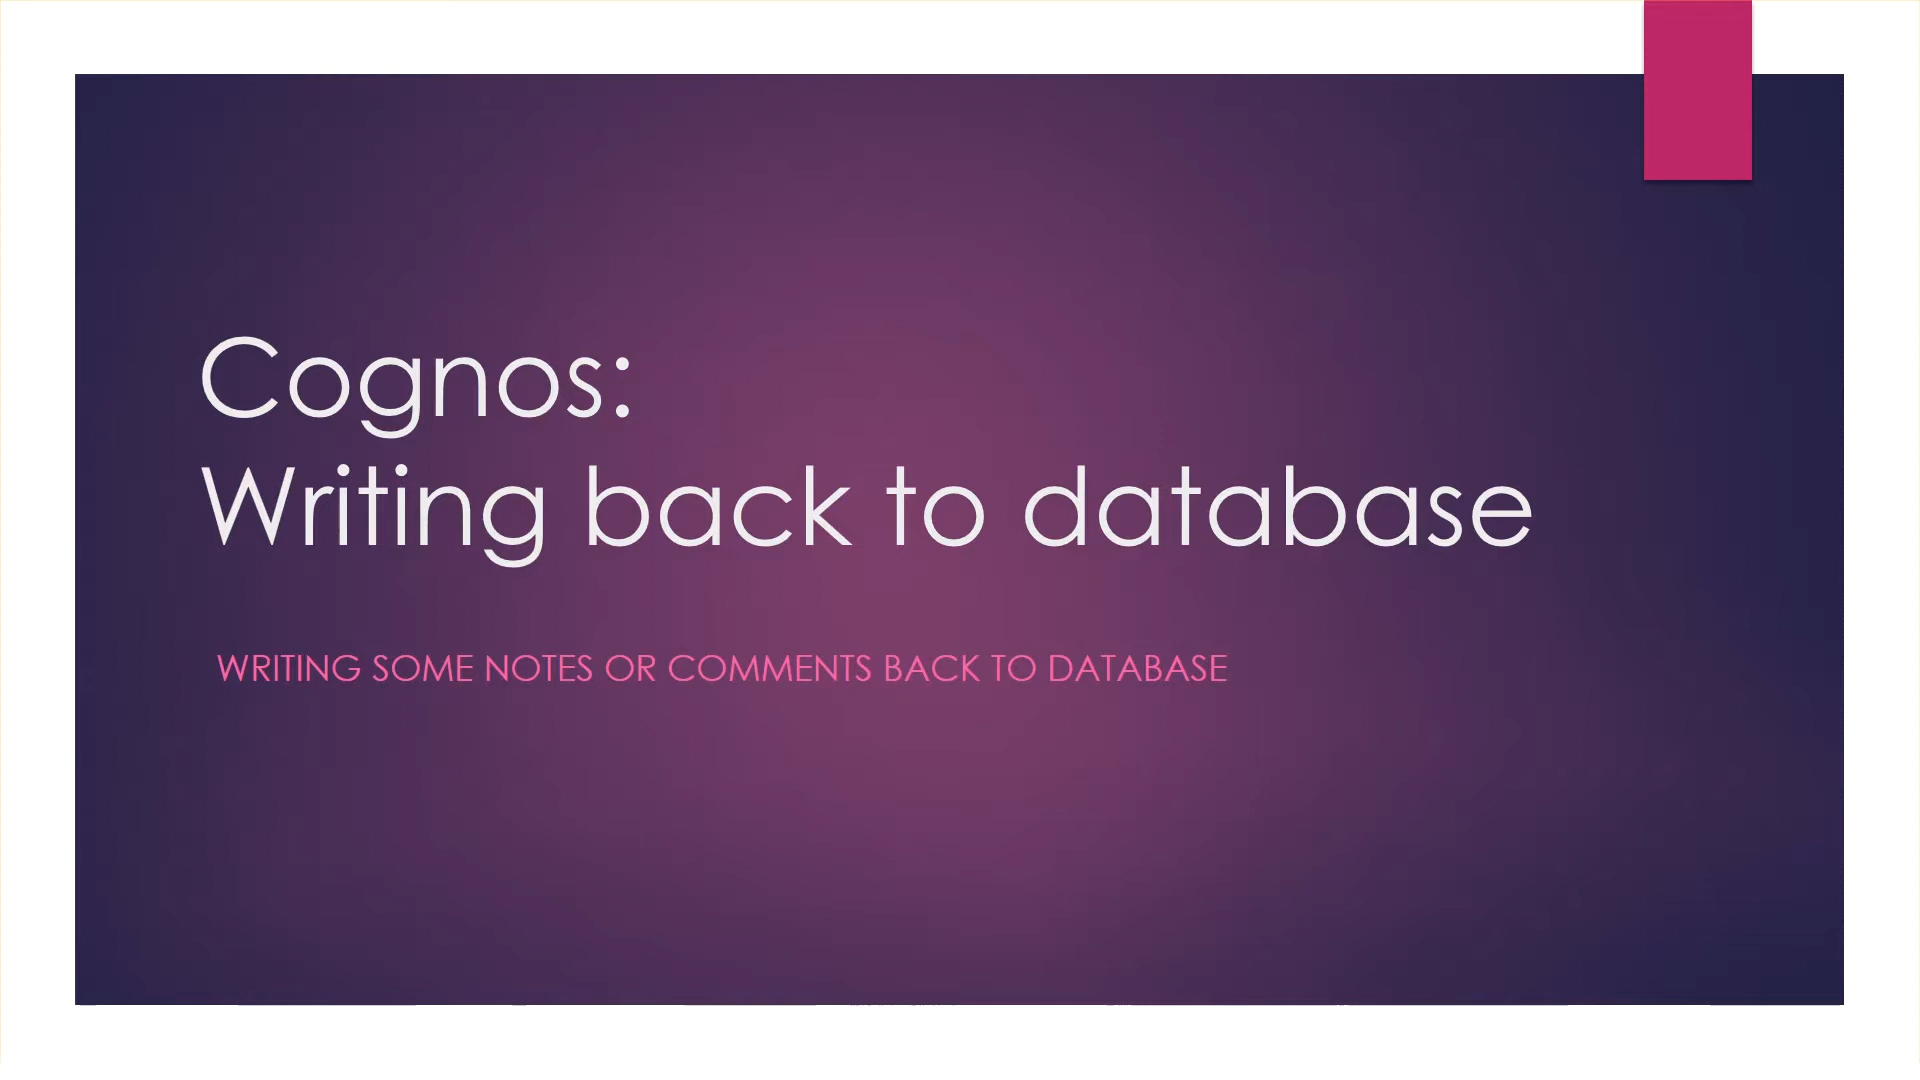 Cognos:
Writing back to database
WRITING SOME NOTES OR COMMENTS BACK TO DATABASE